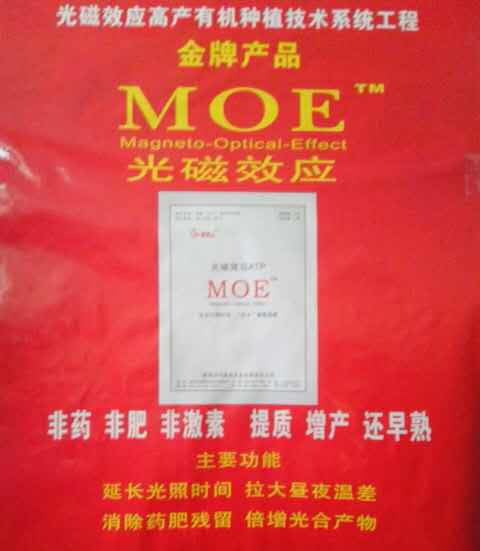 光磁效应高产有机种植技术系统工程
金牌产品
MOE™
Magneto-Optical-Effect
光磁效应
MOE™
非药 非肥 非激素 提质 增产 还早熟
主要功能
延长光照时间 拉大昼夜温差
消除药肥残留 倍增光合产物